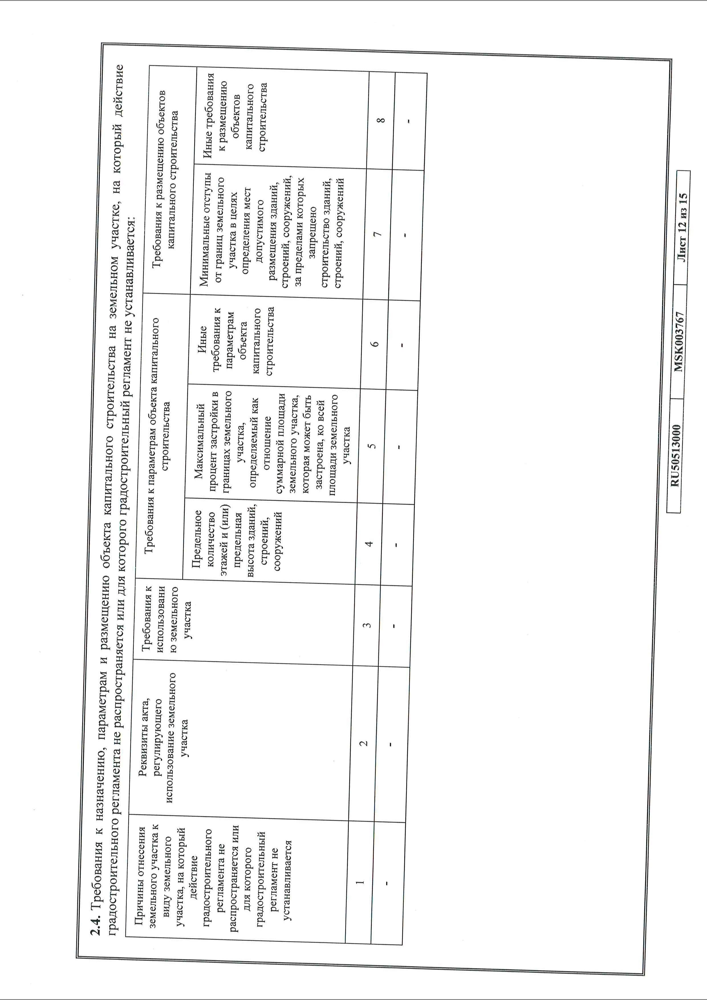 2.4. Требования к назначению, параметрам и размещению объекта капитального строительства на земельном участке, на который действие
градостроительного регламента не распространяется или для которого градостроительный регламент не устанавливается:
Причины отнесения
земельного участка к
виду земельного
участка, на который
действие
градостроительного
регламента не
распространяется или
для которого
градостроительный
регламент не
устанавливается
Реквизиты акта,
регулирующего
использование земельного
участка
Требования к
использовани
ю земельного
участка
Требования к параметрам объекта капитального
строительства
Требования к размещению объектов
капитального строительства
Предельное
количество
этажей и (или)
предельная
высота зданий,
строений,
сооружений
Максимальный
процент застройки в
границах земельного
участка,
определяемый как
отношение
суммарной площади
земельного участка,
которая может быть
застроена, ко всей
площади земельного
участка
Иные
требования к
параметрам
объекта
капитального
строительства
Минимальные отступы
от границ земельного
участка в целях
определения мест
допустимого
размещения зданий,
строений, сооружений,
за пределами которых
запрещено
строительство зданий,
строений, сооружений
Иные требования
к размещению
объектов
капитального
строительства
1 2 3 4 5 6 7 8
- - - - - - - -
RU50513000 MSK003767 Лист 12 из 15